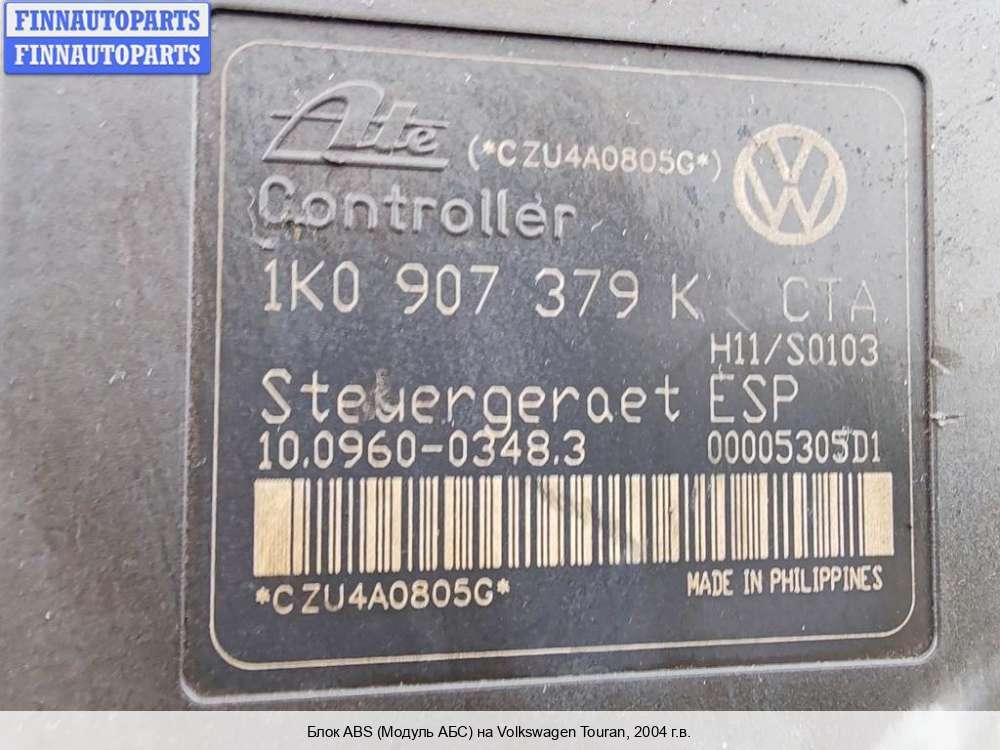 FINNAUTOPARTS
FINNAUTOPARTS
Ate (*CZU4A0805G*)
Controller
1K0 907 379 K CTA
H11/S0103
Steuergeraet ESP
10.0960-0348.3 00005305D1
*CZU4A0805G* MADE IN PHILIPPINES
Блок ABS (Модуль АБС) на Volkswagen Touran, 2004 г.в.